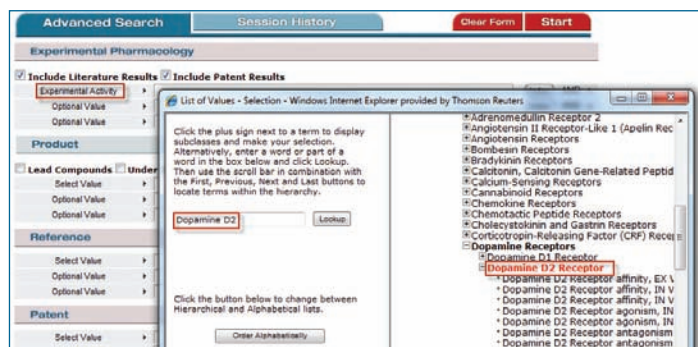 Advanced Search
Session History
Clear Form
Start
Experimental Pharmacology
Include Literature Results
Include Patent Results
Experimental Activity
Optional Value
Optional Value
Product
Lead Compounds
Under
Select Value
Optional Value
Optional Value
Reference
Select Value
Optional Value
Optional Value
Patent
Select Value
List of Values - Selection - Windows Internet Explorer provided by Thomson Reuters
Click the plus sign next to a term to display
subclasses and make your selection.
Alternatively, enter a word or part of a
word in the box below and click Lookup.
Then use the scroll bar in combination with
the First, Previous, Next and Last buttons to
locate terms within the hierarchy.
Dopamine D2
Lookup
Click the button below to change between
Hierarchical and Alphabetical lists.
Order Alphabetically
Adrenomedullin Receptor 2
Angiotensin II Receptor-Like 1 (Apelin Rec
Angiotensin Receptors
Bombesin Receptors
Bradykinin Receptors
Calcitonin, Calcitonin Gene-Related Peptid
Calcium-Sensing Receptors
Cannabinoid Receptors
Chemokine Receptors
Chemotactic Peptide Receptors
Cholecystokinin and Gastrin Receptors
Corticotropin-Releasing Factor (CRF) Recep
Dopamine Receptors
Dopamine D1 Receptor
Dopamine D2 Receptor
Dopamine D2 Receptor affinity, EX V
Dopamine D2 Receptor affinity, IN V
Dopamine D2 Receptor affinity, IN V
Dopamine D2 Receptor agonism, IN
Dopamine D2 Receptor agonism, IN
Dopamine D2 Receptor antagonism
Dopamine D2 Receptor antagonism